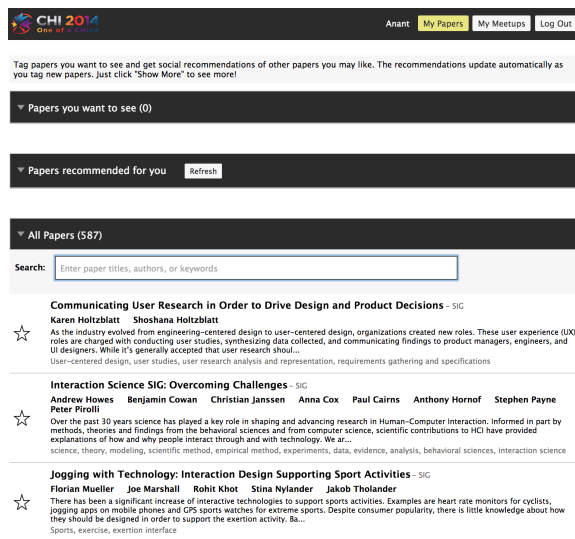 CHI 2014
One of a CHInd
Anant My Papers My Meetups Log Out
Tag papers you want to see and get social recommendations of other papers you may like. The recommendations update automatically as
you tag new papers. Just click "Show More" to see more!
Papers you want to see (0)
Papers recommended for you Refresh
All Papers (587)
Search: Enter paper titles, authors, or keywords
Communicating User Research in Order to Drive Design and Product Decisions - SIG
Karen Holtzblatt Shoshana Holtzblatt
As the industry evolved from engineering-centered design to user-centered design, organizations created new roles. These user experience (UX)
roles are charged with conducting user studies, synthesizing data collected, and communicating findings to product managers, engineers, and
UI designers. While it's generally accepted that user research shoul...
User-centered design, user studies, user research analysis and representation, requirements gathering and specifications
Interaction Science SIG: Overcoming Challenges - SIG
Andrew Howes Benjamin Cowan Christian Janssen Anna Cox Paul Cairns Anthony Hornof Stephen Payne
Peter Pirolli
Over the past 30 years science has played a key role in shaping and advancing research in Human-Computer Interaction. Informed in part by
methods, theories and findings from the behavioral sciences and from computer science, scientific contributions to HCI have provided
explanations of how and why people interact through and with technology. We ar...
science, theory, modeling, scientific method, empirical method, experiments, data, evidence, analysis, behavioral sciences, interaction science
Jogging with Technology: Interaction Design Supporting Sport Activities - SIG
Florian Mueller Joe Marshall Rohit Khot Stina Nylander Jakob Tholander
There has been a significant increase of interactive technologies to support sports activities. Examples are heart rate monitors for cyclists,
jogging apps on mobile phones and GPS sports watches for extreme sports. Despite consumer popularity, there is little knowledge about how
they should be designed in order to support the exertion activity. Ba...
Sports, exercise, exertion interface